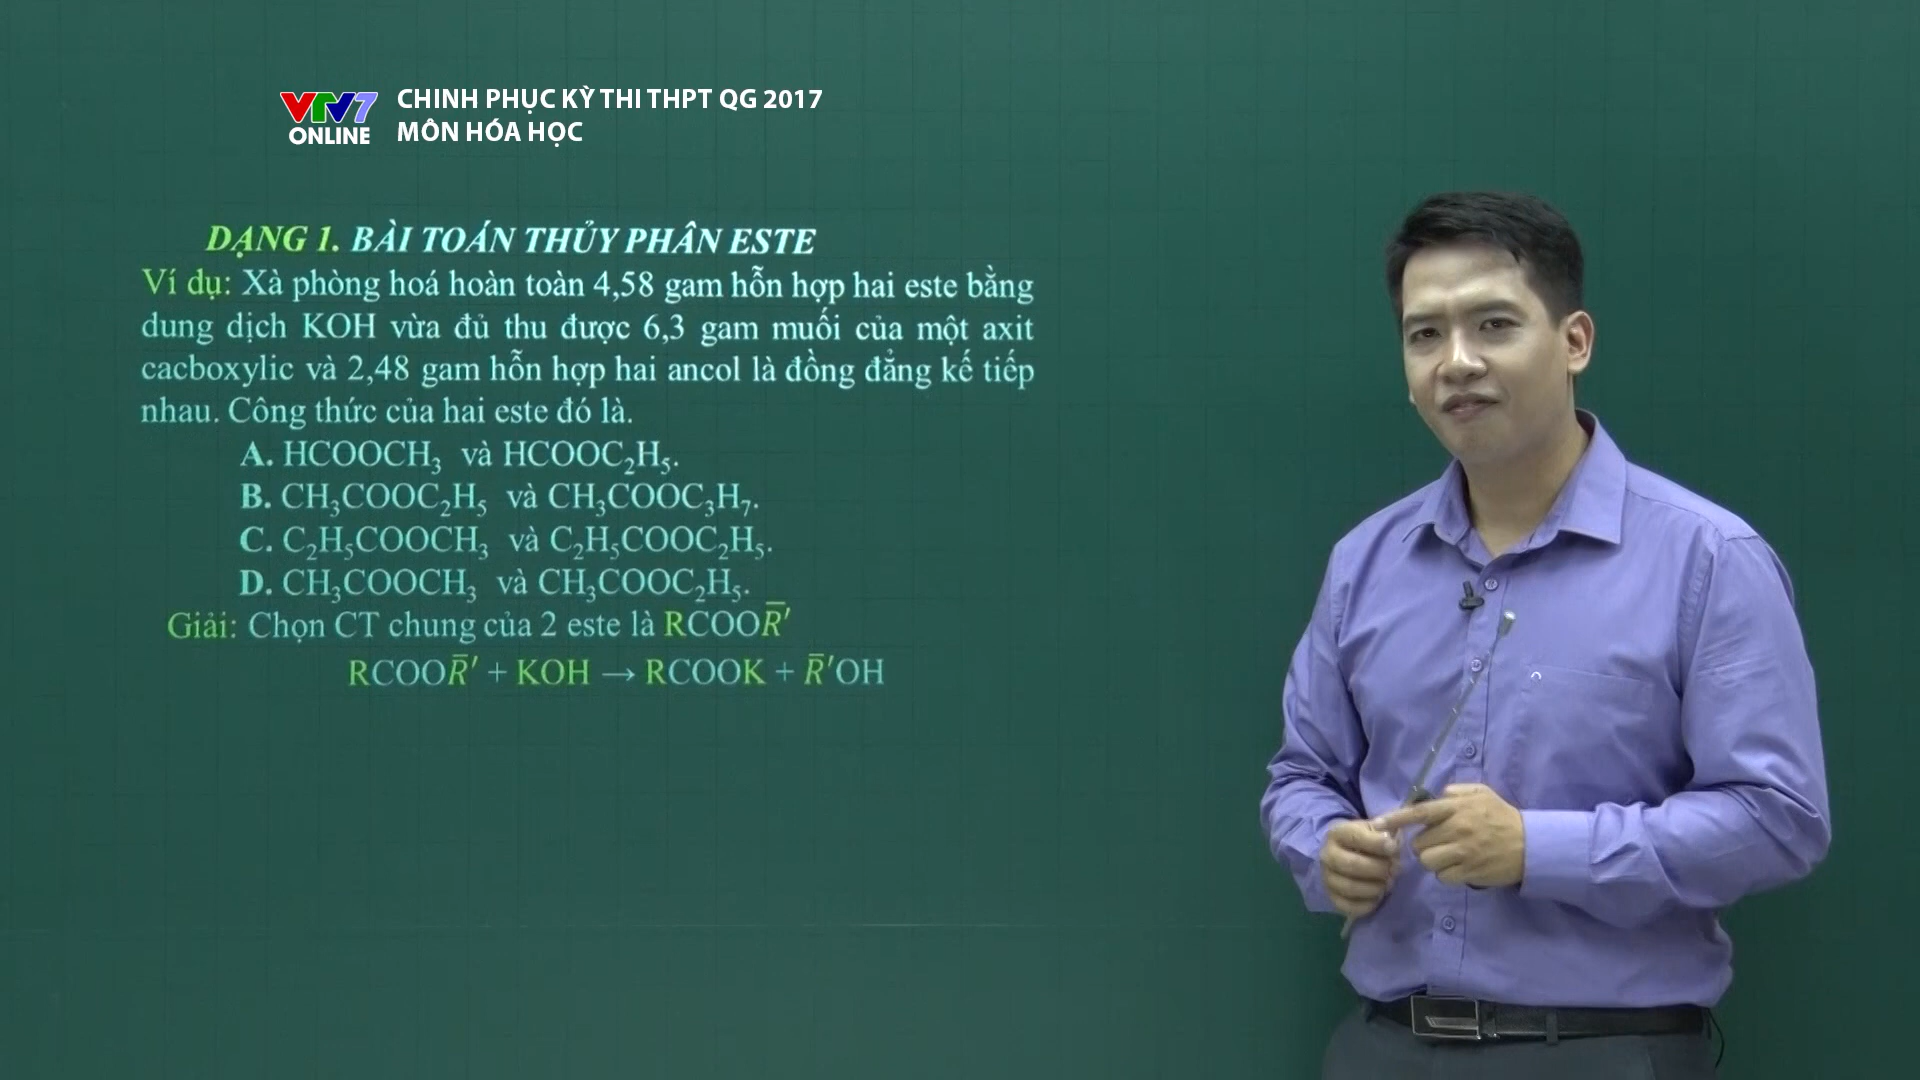 VTV7
ONLINE
CHINH PHỤC KỲ THI THPT QG 2017
MÔN HÓA HỌC
DẠNG 1. BÀI TOÁN THỦY PHÂN ESTE
Ví dụ: Xà phòng hoá hoàn toàn 4,58 gam hỗn hợp hai este bằng
dung dịch KOH vừa đủ thu được 6,3 gam muối của một axit
cacboxylic và 2,48 gam hỗn hợp hai ancol là đồng đẳng kế tiếp
nhau. Công thức của hai este đó là.
A. HCOOCH₃ và HCOOC₂H₅.
B. CH₃COOC₂H₅ và CH₃COOC₃H₇.
C. C₂H₅COOCH₃ và C₂H₅COOC₂H₅.
D. CH₃COOCH₃ và CH₃COOC₂H₅.
Giải: Chọn CT chung của 2 este là RCOOR̅′
RCOOR̅′ + KOH → RCOOK + R̅′OH